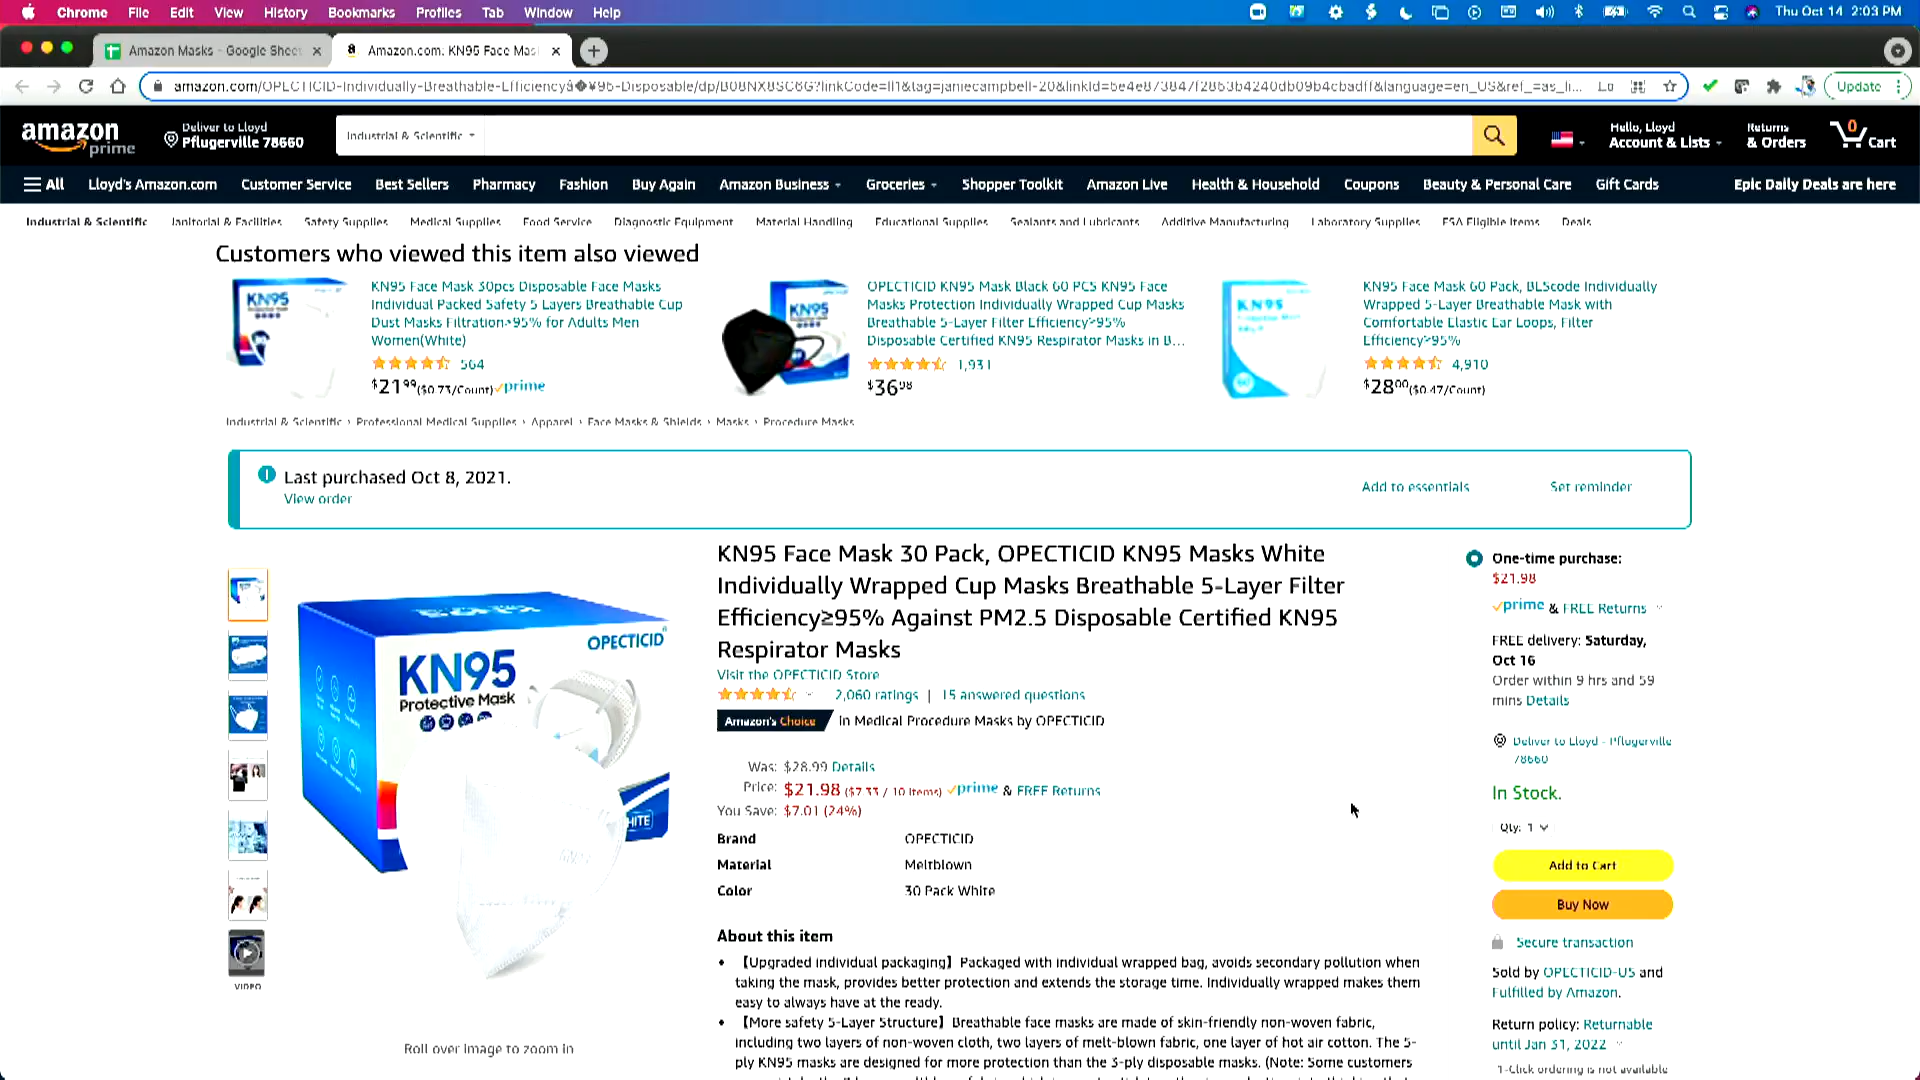 Chrome File Edit View History Bookmarks Profiles Tab Window Help Thu Oct 14 2:03 PM
Amazon Masks - Google Sheet Amazon.com: KN95 Face Mas
Update
amazon prime
Deliver to Lloyd
Pflugerville 78660
Industrial & Scientific
Hello, Lloyd
Account & Lists
Returns
& Orders
0
Cart
All Lloyd's Amazon.com Customer Service Best Sellers Pharmacy Fashion Buy Again Amazon Business Groceries Shopper Toolkit Amazon Live Health & Household Coupons Beauty & Personal Care Gift Cards Epic Daily Deals are here
Industrial & Scientific Janitorial & Facilities Safety Supplies Medical Supplies Food Service Diagnostic Equipment Material Handling Educational Supplies Sealants and Lubricants Additive Manufacturing Laboratory Supplies FSA Eligible Items Deals
Customers who viewed this item also viewed
KN95
KN95 Face Mask 30pcs Disposable Face Masks
Individual Packed Safety 5 Layers Breathable Cup
Dust Masks Filtration>95% for Adults Men
Women(White)
564
$21.99 ($0.73/Count) prime
KN95
OPECTICID KN95 Mask Black 60 PCS KN95 Face
Masks Protection Individually Wrapped Cup Masks
Breathable 5-Layer Filter Efficiency>95%
Disposable Certified KN95 Respirator Masks in B...
1,931
$36.98
KN95
KN95 Face Mask 60 Pack, BLScode Individually
Wrapped 5-Layer Breathable Mask with
Comfortable Elastic Ear Loops, Filter
Efficiency>95%
4,910
$28.00 ($0.47/Count)
Industrial & Scientific › Professional Medical Supplies › Apparel › Face Masks & Shields › Masks › Procedure Masks
Last purchased Oct 8, 2021.
View order
Add to essentials Set reminder
OPECTICID
KN95
Protective Mask
VIDEO
Roll over image to zoom in
KN95 Face Mask 30 Pack, OPECTICID KN95 Masks White
Individually Wrapped Cup Masks Breathable 5-Layer Filter
Efficiency≥95% Against PM2.5 Disposable Certified KN95
Respirator Masks
Visit the OPECTICID Store
2,060 ratings | 15 answered questions
Amazon's Choice in Medical Procedure Masks by OPECTICID
Was: $28.99 Details
Price: $21.98 ($7.33 / 10 Items) prime & FREE Returns
You Save: $7.01 (24%)
Brand OPECTICID
Material Meltblown
Color 30 Pack White
About this item
• 【Upgraded individual packaging】Packaged with individual wrapped bag, avoids secondary pollution when
taking the mask, provides better protection and extends the storage time. Individually wrapped makes them
easy to always have at the ready.
• 【More safety 5-Layer Structure】Breathable face masks are made of skin-friendly non-woven fabric,
including two layers of non-woven cloth, two layers of melt-blown fabric, one layer of hot air cotton. The 5-
ply KN95 masks are designed for more protection than the 3-ply disposable masks. (Note: Some customers
One-time purchase:
$21.98
prime & FREE Returns
FREE delivery: Saturday,
Oct 16
Order within 9 hrs and 59
mins Details
Deliver to Lloyd - Pflugerville
78660
In Stock.
Qty: 1
Add to Cart
Buy Now
Secure transaction
Sold by OPECTICID-US and
Fulfilled by Amazon.
Return policy: Returnable
until Jan 31, 2022
1-Click ordering is not available